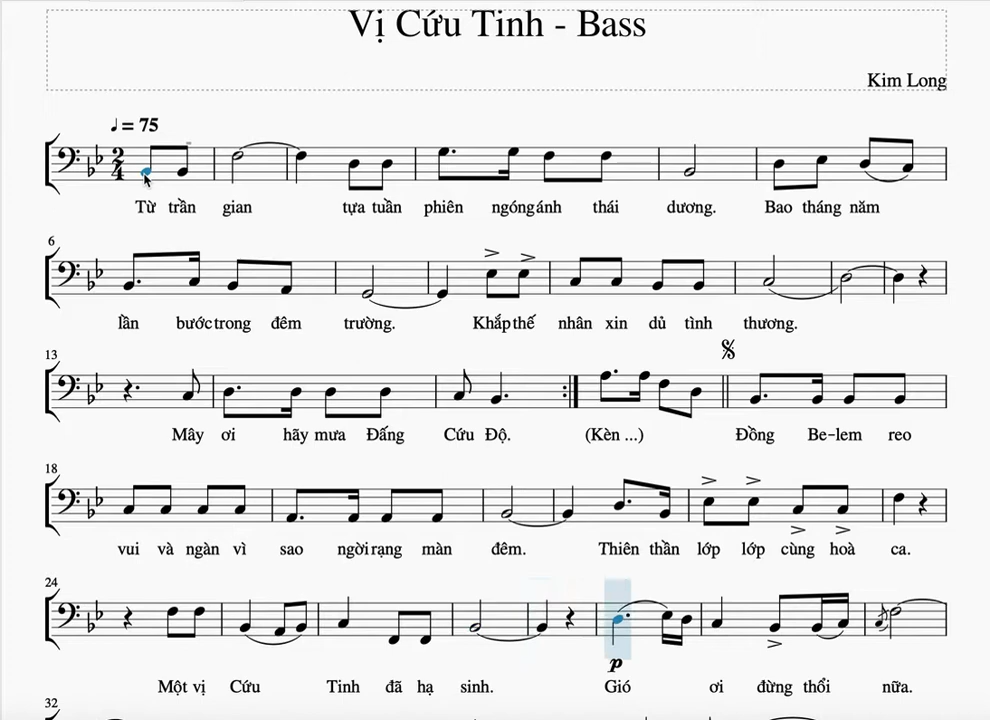 Vị Cứu Tinh - Bass
Kim Long
♩= 75
2
4
Từ trần gian tựa tuần phiên ngóng ánh thái dương. Bao tháng năm
6
lần bước trong đêm trường. Khắp thế nhân xin dủ tình thương.
13
Mây ơi hãy mưa Đấng Cứu Độ. (Kèn ...) Đồng Be-lem reo
18
vui và ngàn vì sao ngời rạng màn đêm. Thiên thần lớp lớp cùng hoà ca.
24
p
Một vị Cứu Tinh đã hạ sinh. Gió ơi đừng thổi nữa.
32